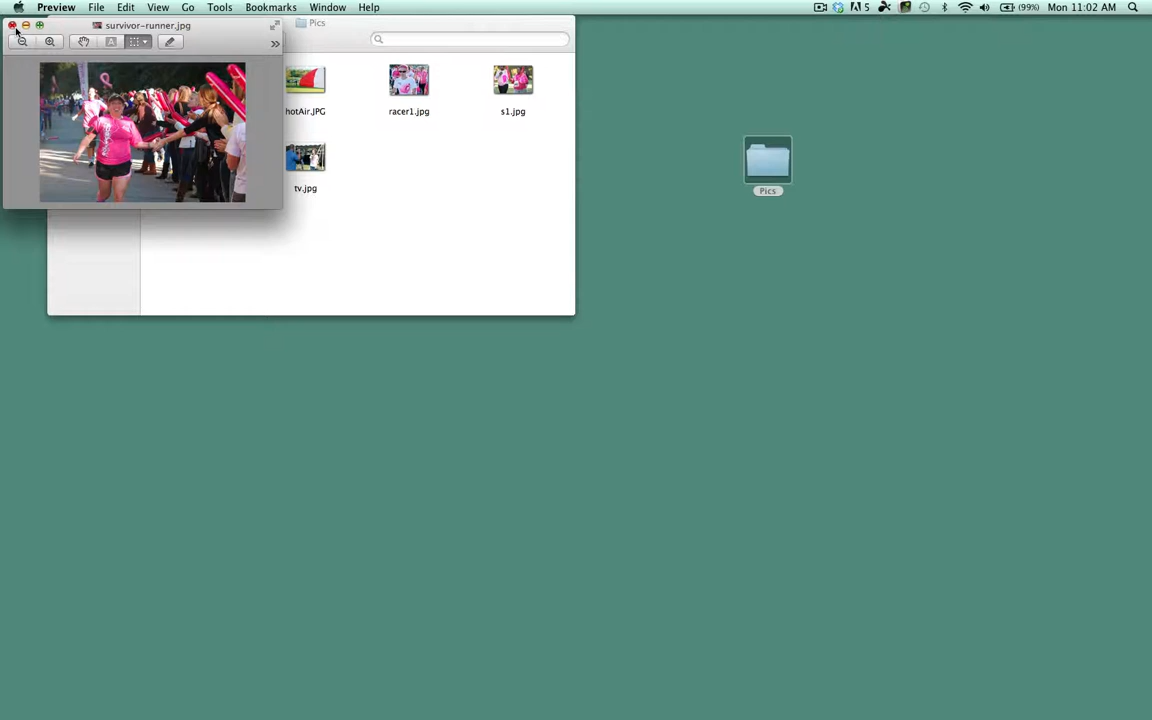 Preview File Edit View Go Tools Bookmarks Window Help
5 (99%) Mon 11:02 AM
survivor-runner.jpg
Pics
A
hotAir.JPG racer1.jpg s1.jpg
tv.jpg
Pics